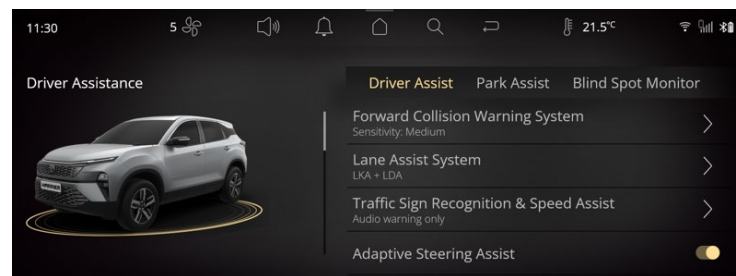 11:30
5
21.5°C
Driver Assistance
Driver Assist Park Assist Blind Spot Monitor
Forward Collision Warning System
Sensitivity: Medium
Lane Assist System
LKA + LDA
Traffic Sign Recognition & Speed Assist
Audio warning only
Adaptive Steering Assist